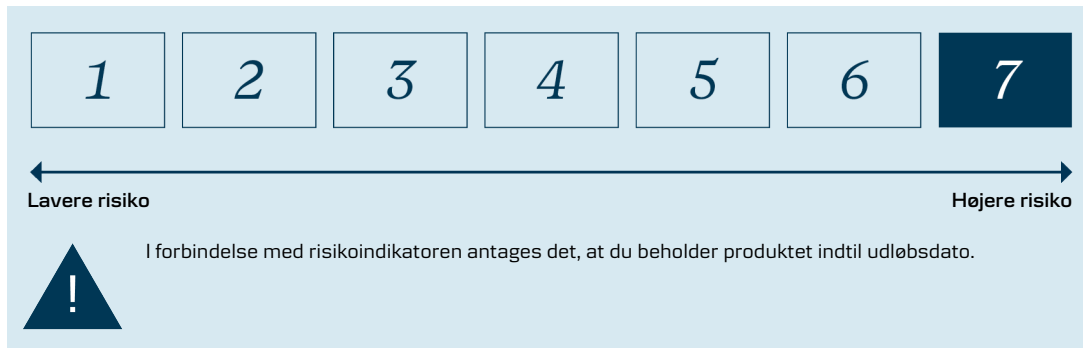 1 2 3 4 5 6 7
Lavere risiko Højere risiko
I forbindelse med risikoindikatoren antages det, at du beholder produktet indtil udløbsdato.
!